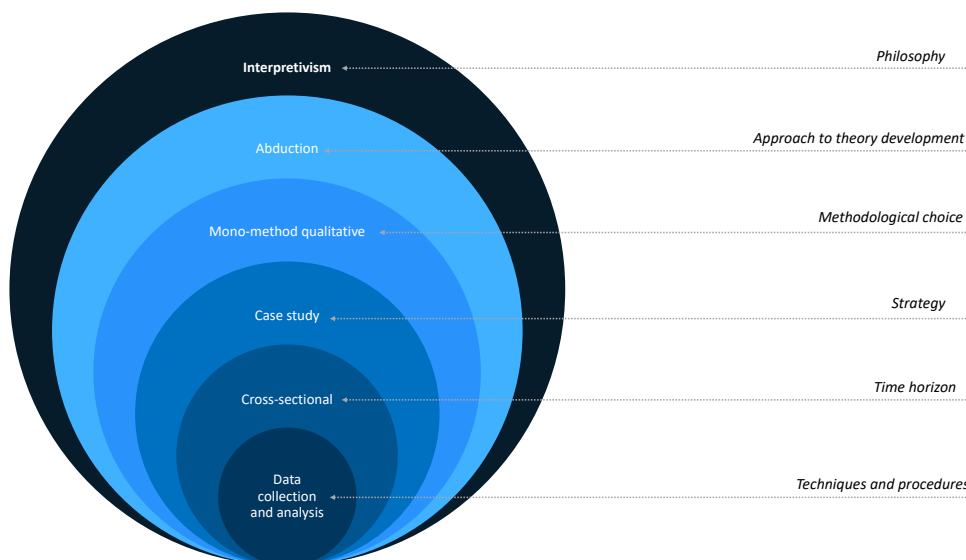 Interpretivism
Philosophy
Abduction
Approach to theory development
Mono-method qualitative
Methodological choice
Case study
Strategy
Cross-sectional
Time horizon
Data
collection
and analysis
Techniques and procedures